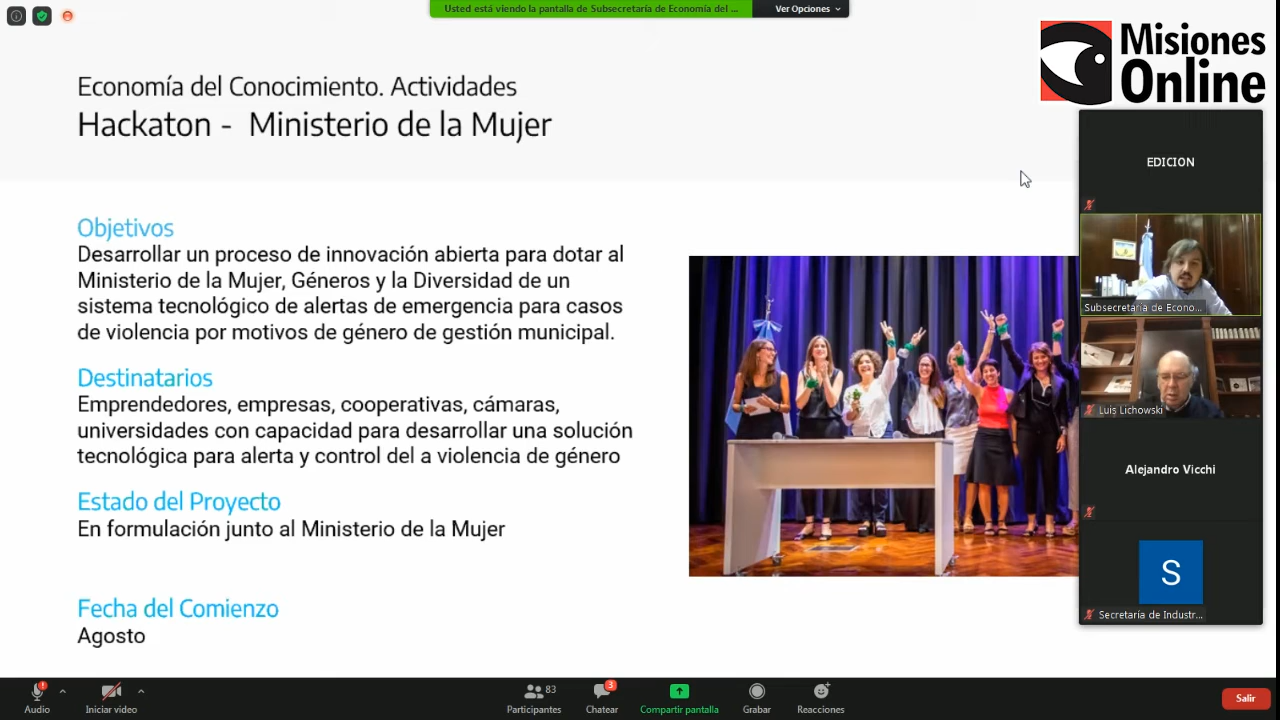 Usted está viendo la pantalla de Subsecretaría de Economía del ...
Ver Opciones
Misiones
Online
Economía del Conocimiento. Actividades
Hackaton - Ministerio de la Mujer
EDICION
Objetivos
Desarrollar un proceso de innovación abierta para dotar al
Ministerio de la Mujer, Géneros y la Diversidad de un
sistema tecnológico de alertas de emergencia para casos
de violencia por motivos de género de gestión municipal.
Destinatarios
Emprendedores, empresas, cooperativas, cámaras,
universidades con capacidad para desarrollar una solución
tecnológica para alerta y control del a violencia de género
Estado del Proyecto
En formulación junto al Ministerio de la Mujer
Fecha del Comienzo
Agosto
Subsecretaría de Econo...
Luis Lichowski
Alejandro Vicchi
S
Secretaría de Industr...
Audio
Iniciar video
83
Participantes
3
Chatear
Compartir pantalla
Grabar
Reacciones
Salir